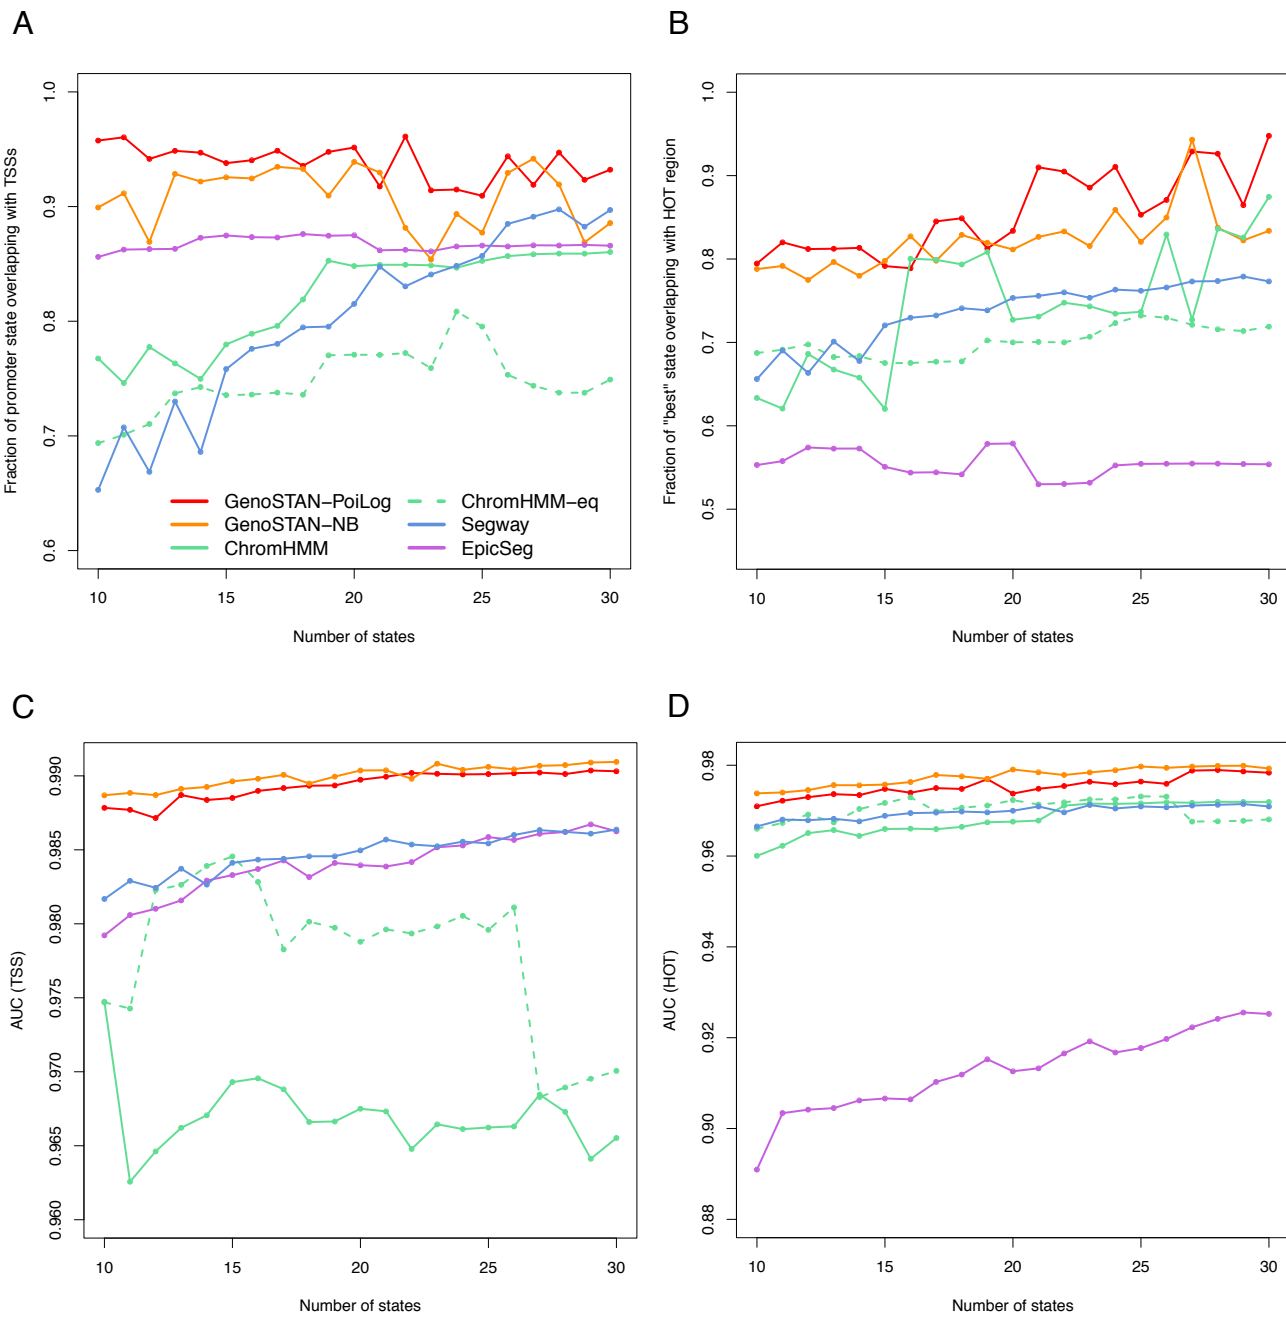 A
Fraction of promoter state overlapping with TSSs
1.0
0.9
0.8
0.7
0.6
GenoSTAN−PoiLog
GenoSTAN−NB
ChromHMM
ChromHMM−eq
Segway
EpicSeg
10 15 20 25 30
Number of states
B
Fraction of "best" state overlapping with HOT region
1.0
0.9
0.8
0.7
0.6
0.5
10 15 20 25 30
Number of states
C
AUC (TSS)
0.990
0.985
0.980
0.975
0.970
0.965
0.960
10 15 20 25 30
Number of states
D
AUC (HOT)
0.98
0.96
0.94
0.92
0.90
0.88
10 15 20 25 30
Number of states